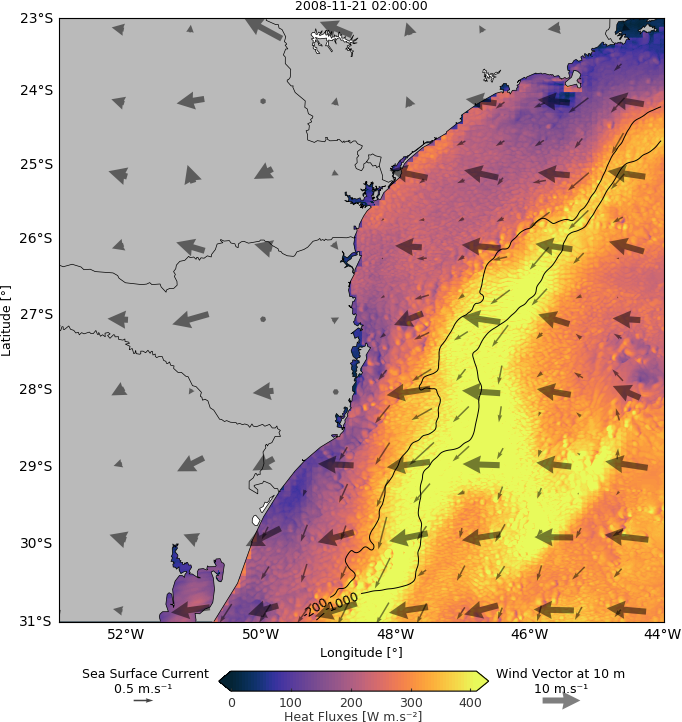 2008-11-21 02:00:00
23°S
24°S
25°S
26°S
27°S
28°S
29°S
30°S
31°S
Latitude [°]
-200
-1000
52°W 50°W 48°W 46°W 44°W
Longitude [°]
Sea Surface Current
0.5 m.s⁻¹
0 100 200 300 400
Heat Fluxes [W m.s⁻²]
Wind Vector at 10 m
10 m.s⁻¹